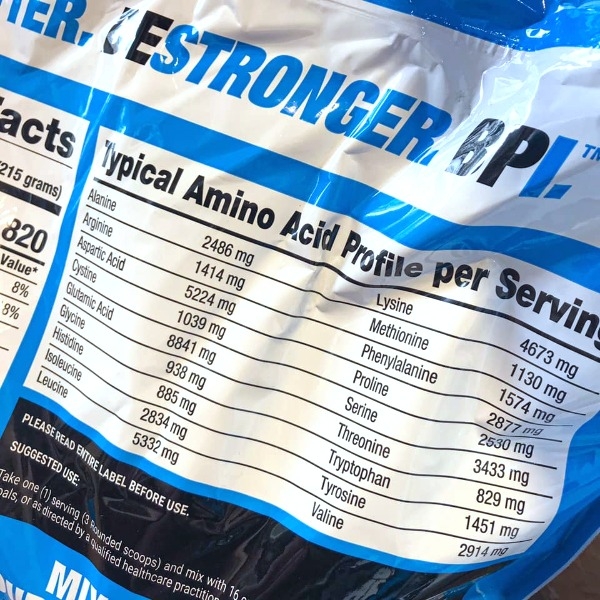 TTER. BESTRONGER. BPI.™
Facts
(215 grams)
820
Value*
8%
8%
Typical Amino Acid Profile per Serving
Alanine 2486 mg
Arginine 1414 mg
Aspartic Acid 5224 mg
Cystine 1039 mg
Glutamic Acid 8841 mg
Glycine 938 mg
Histidine 885 mg
Isoleucine 2834 mg
Leucine 5332 mg
Lysine 4673 mg
Methionine 1130 mg
Phenylalanine 1574 mg
Proline 2877 mg
Serine 2530 mg
Threonine 3433 mg
Tryptophan 829 mg
Tyrosine 1451 mg
Valine 2914 mg
PLEASE READ ENTIRE LABEL BEFORE USE.
SUGGESTED USE:
Take one (1) serving (3 Rounded scoops) and mix with 16 o
or as directed by a qualified healthcare practition